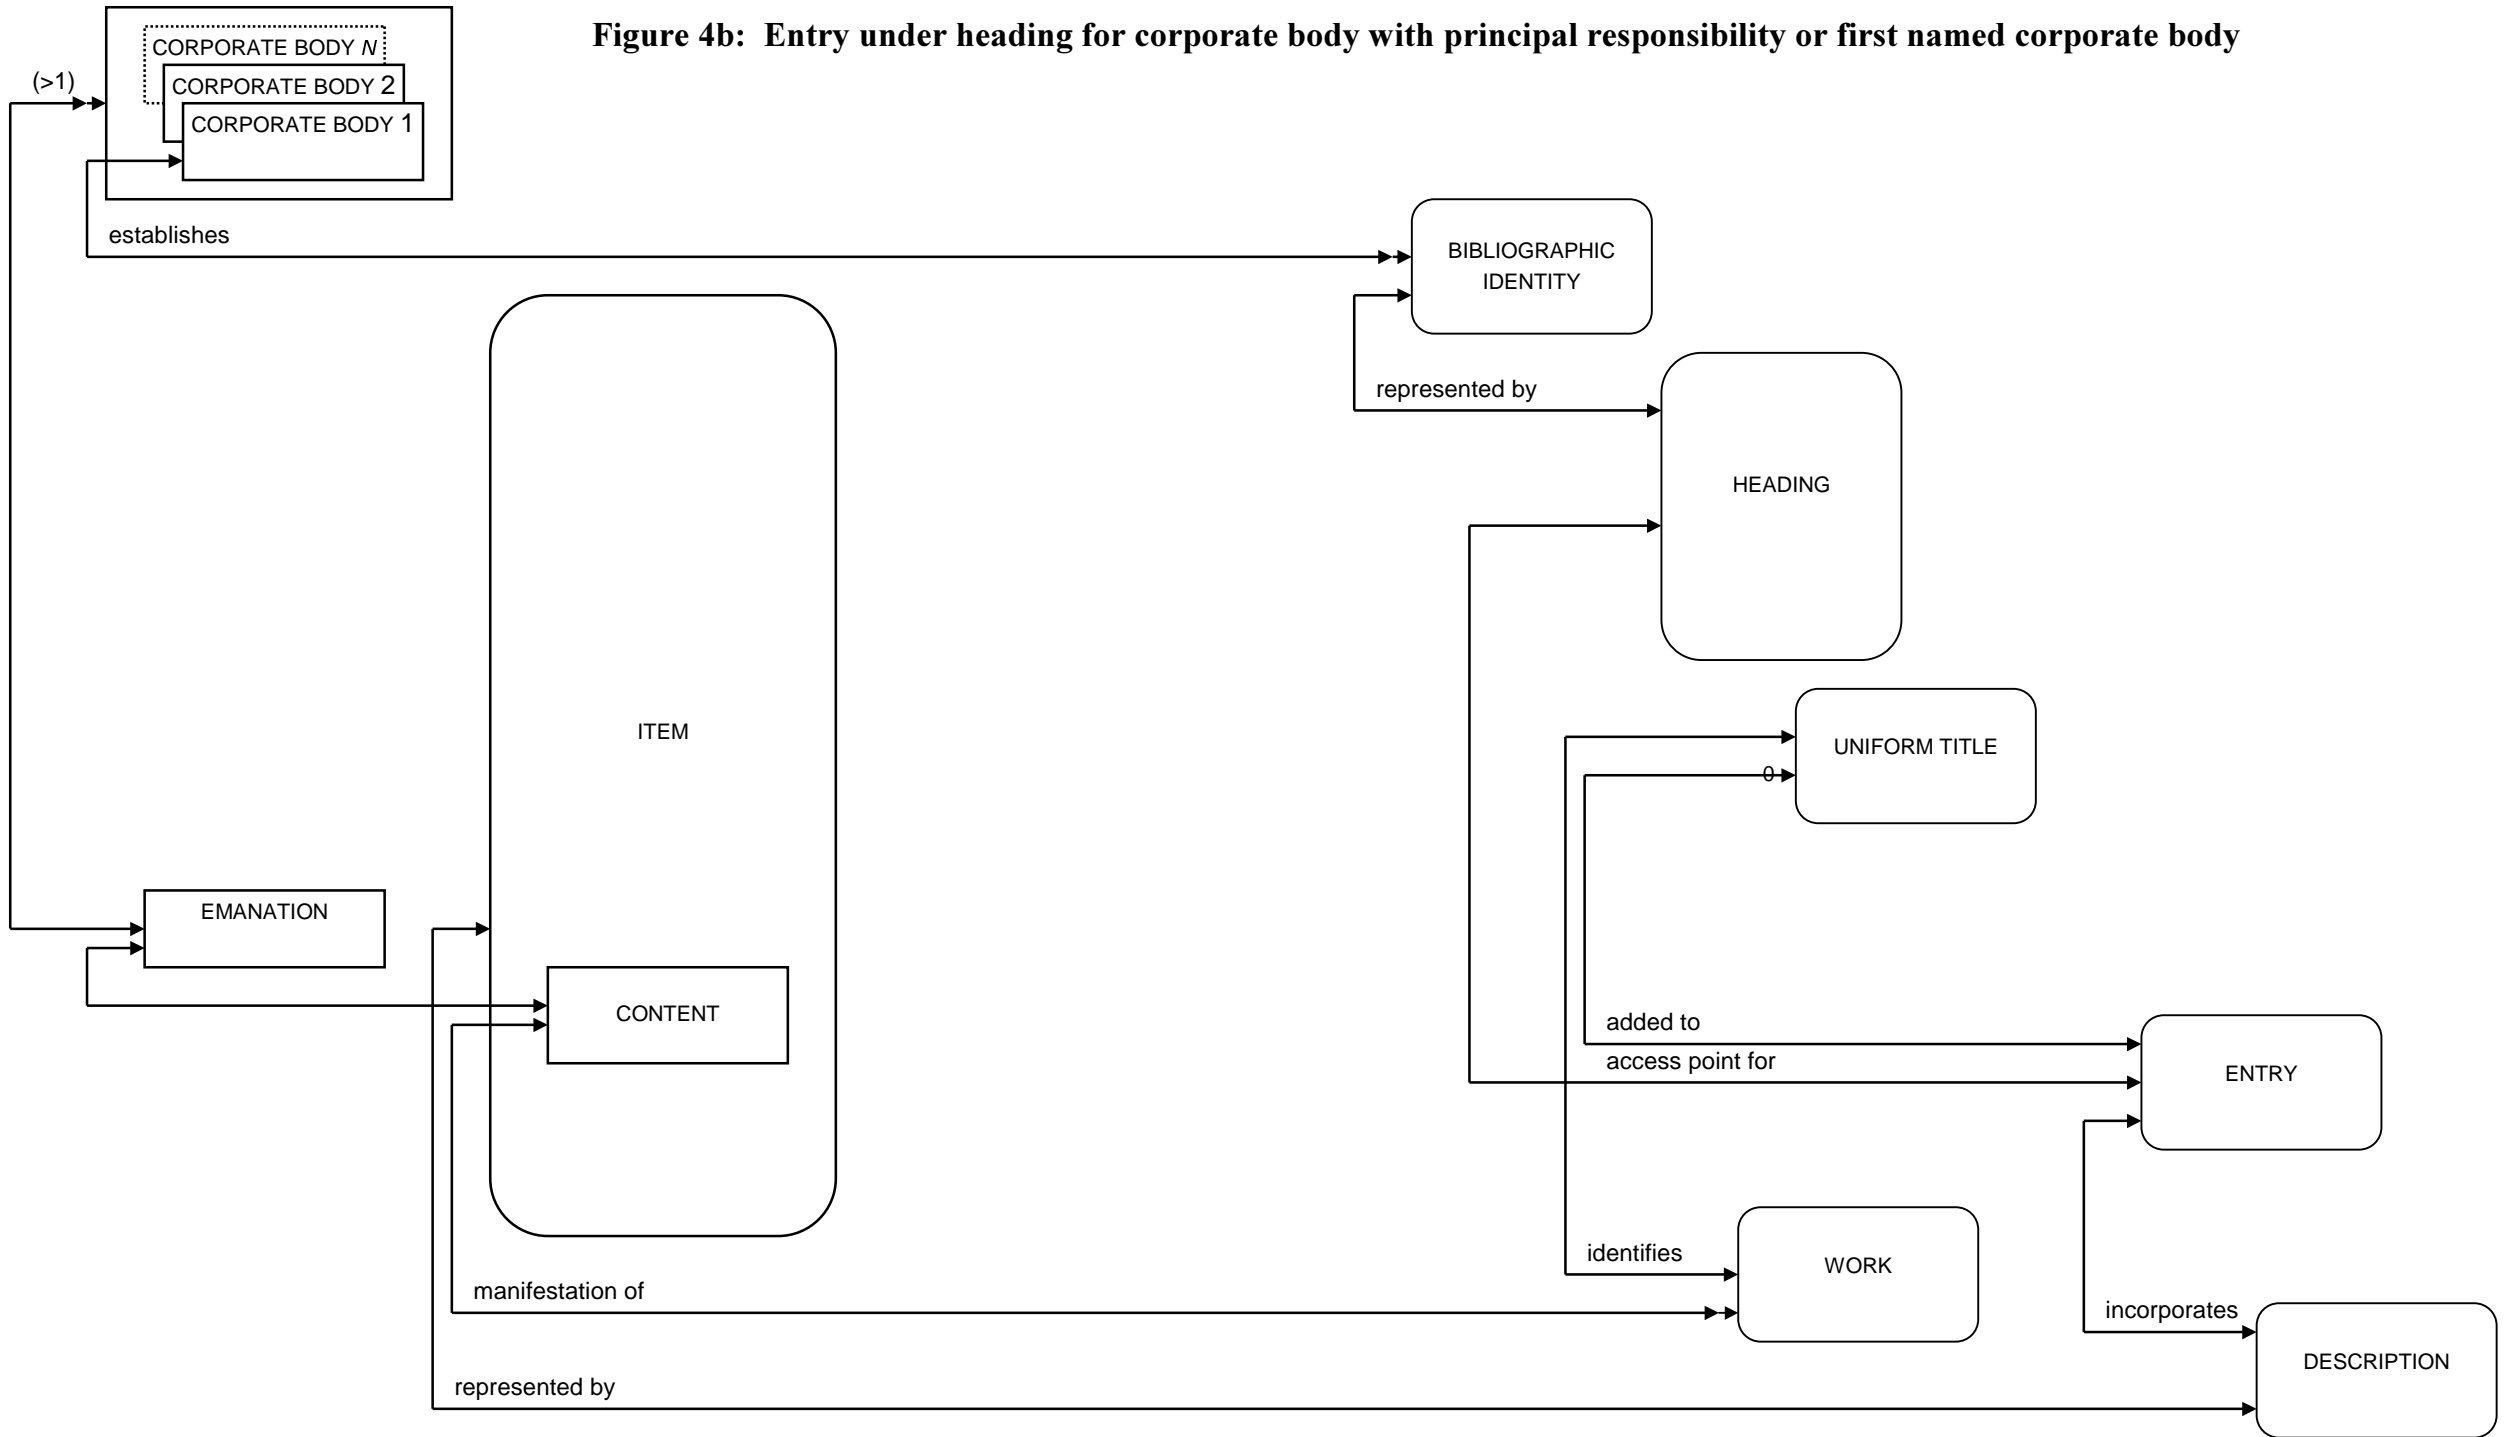 Figure 4b:  Entry under heading for corporate body with principal responsibility or first named corporate body
CORPORATE BODY N
(>1)
CORPORATE BODY 2
CORPORATE BODY 1
establishes
BIBLIOGRAPHIC
IDENTITY
represented by
HEADING
ITEM
UNIFORM TITLE
0
EMANATION
CONTENT
added to
access point for
ENTRY
identifies
WORK
manifestation of
incorporates
DESCRIPTION
represented by